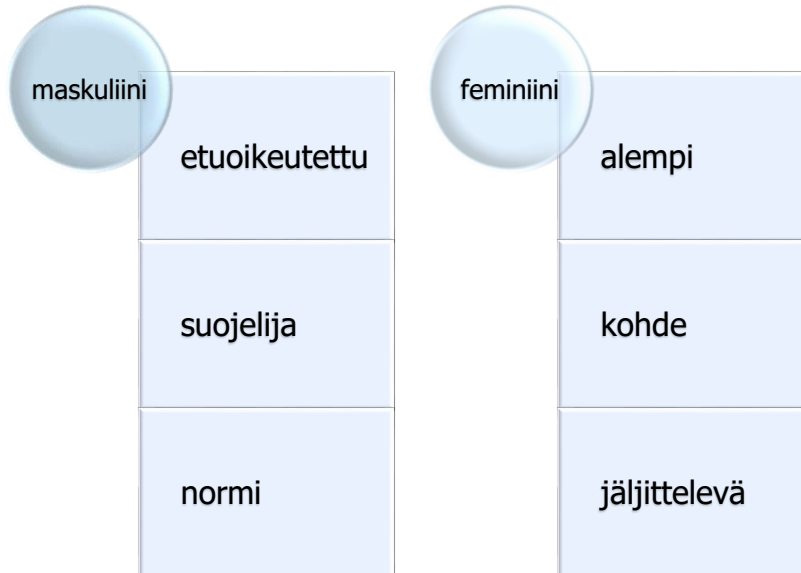 maskuliini
etuoikeutettu
suojelija
normi
feminiini
alempi
kohde
jäljittelevä